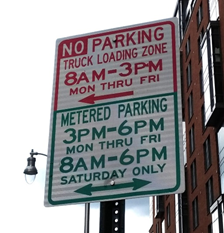 NO PARKING
TRUCK LOADING ZONE
8AM-3PM
MON THRU FRI
METERED PARKING
3PM-6PM
MON THRU FRI
8AM-6PM
SATURDAY ONLY